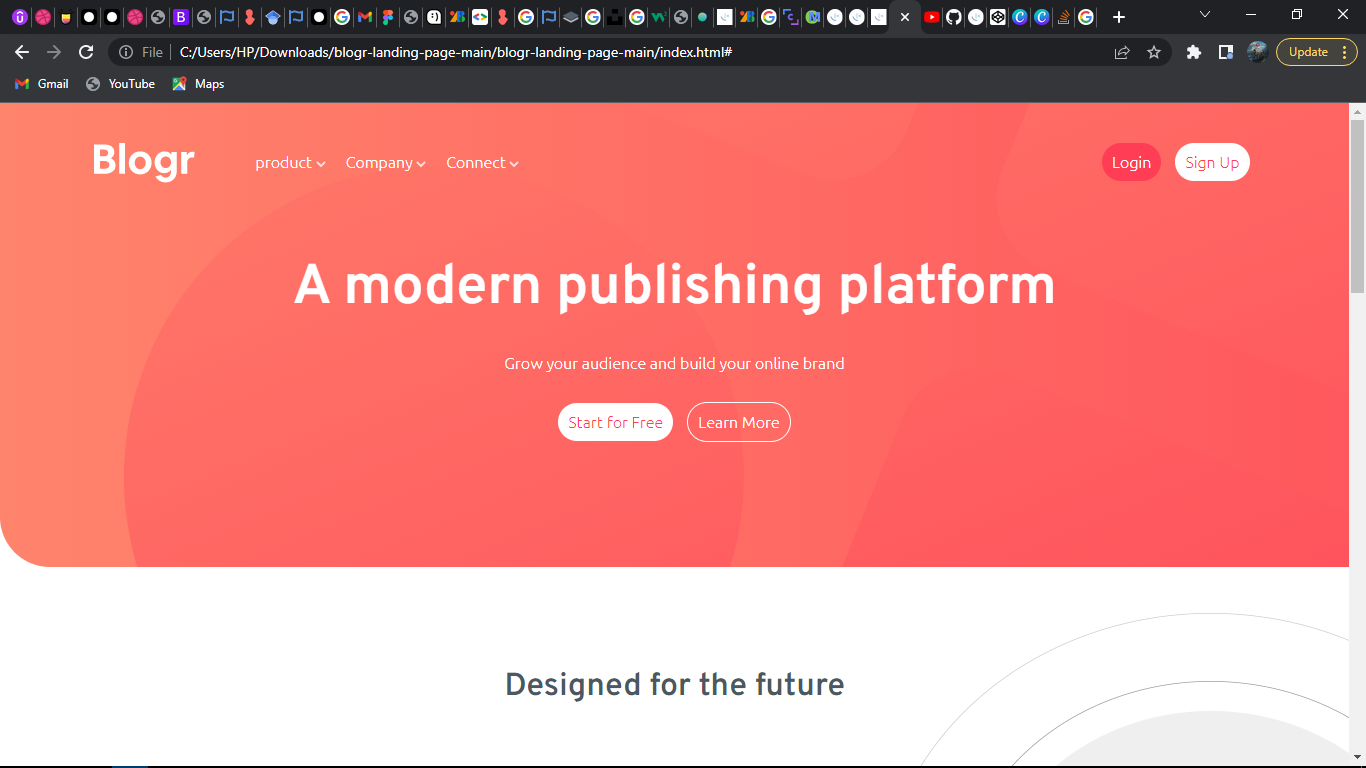 Update
File C:/Users/HP/Downloads/blogr-landing-page-main/blogr-landing-page-main/index.html#
Gmail YouTube Maps
Blogr product Company Connect Login Sign Up
A modern publishing platform
Grow your audience and build your online brand
Start for Free Learn More
Designed for the future